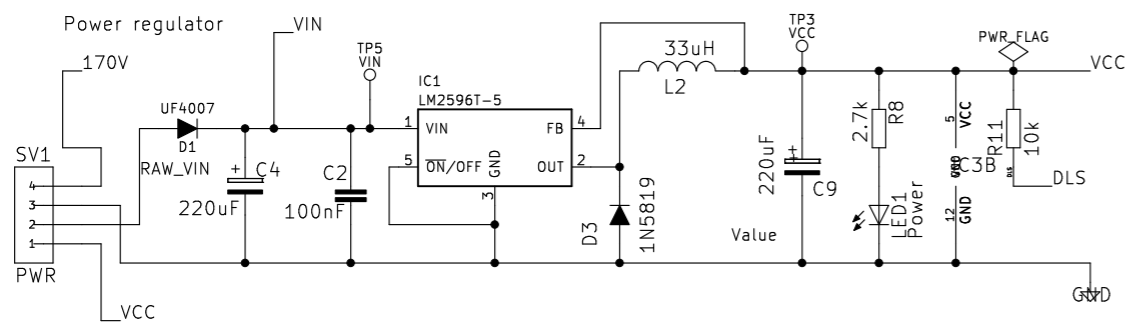 Power regulator
VIN
TP3
VCC
170V
TP5
VIN
33uH
L2
PWR_FLAG
VCC
IC1
LM2596T-5
UF4007
D1
1
VIN
FB
4
2.7k
R8
5
VCC
R11
10k
SV1
RAW_VIN
C4
220uF
C2
100nF
5
ON/OFF
GND
3
OUT
2
220uF
C9
C3B
DLS
DLS
4
3
2
1
D3
1N5819
Value
LED1
Power
12
GND
PWR
VCC
GND